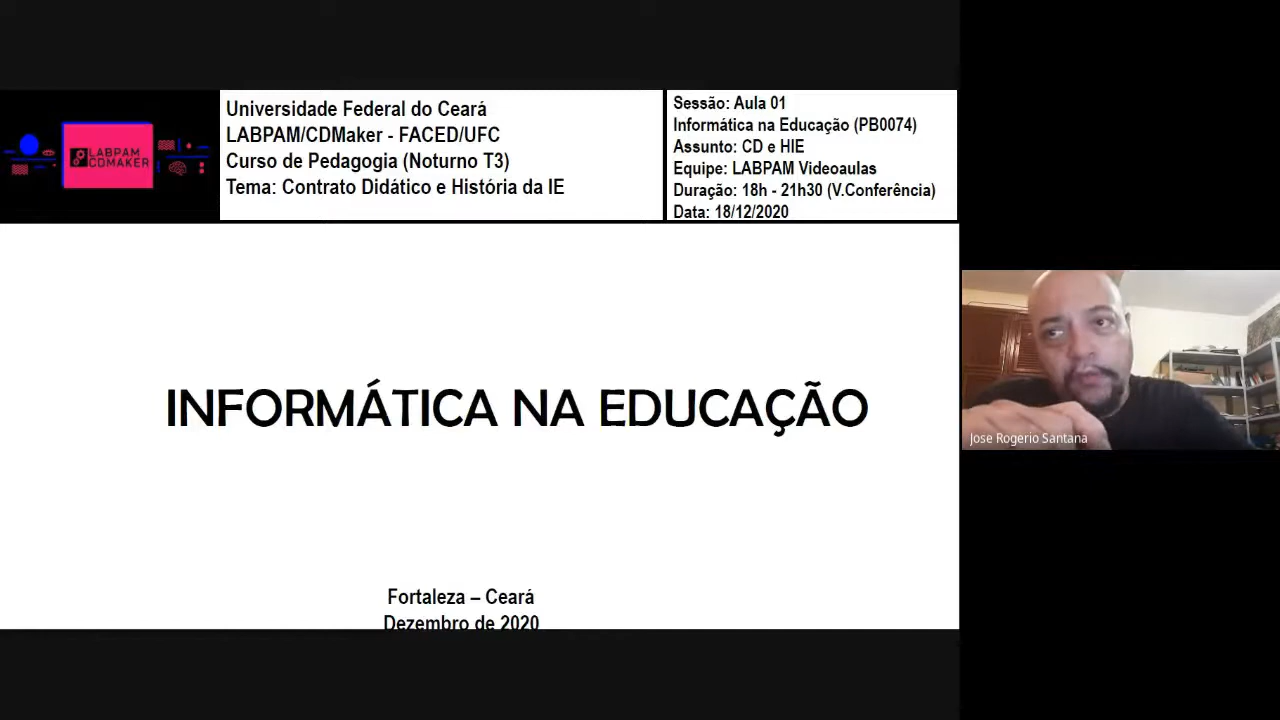 LABPAM
CDMAKER
Universidade Federal do Ceará
LABPAM/CDMaker - FACED/UFC
Curso de Pedagogia (Noturno T3)
Tema: Contrato Didático e História da IE
Sessão: Aula 01
Informática na Educação (PB0074)
Assunto: CD e HIE
Equipe: LABPAM Videoaulas
Duração: 18h - 21h30 (V.Conferência)
Data: 18/12/2020
INFORMÁTICA NA EDUCAÇÃO
Jose Rogerio Santana
Fortaleza – Ceará
Dezembro de 2020